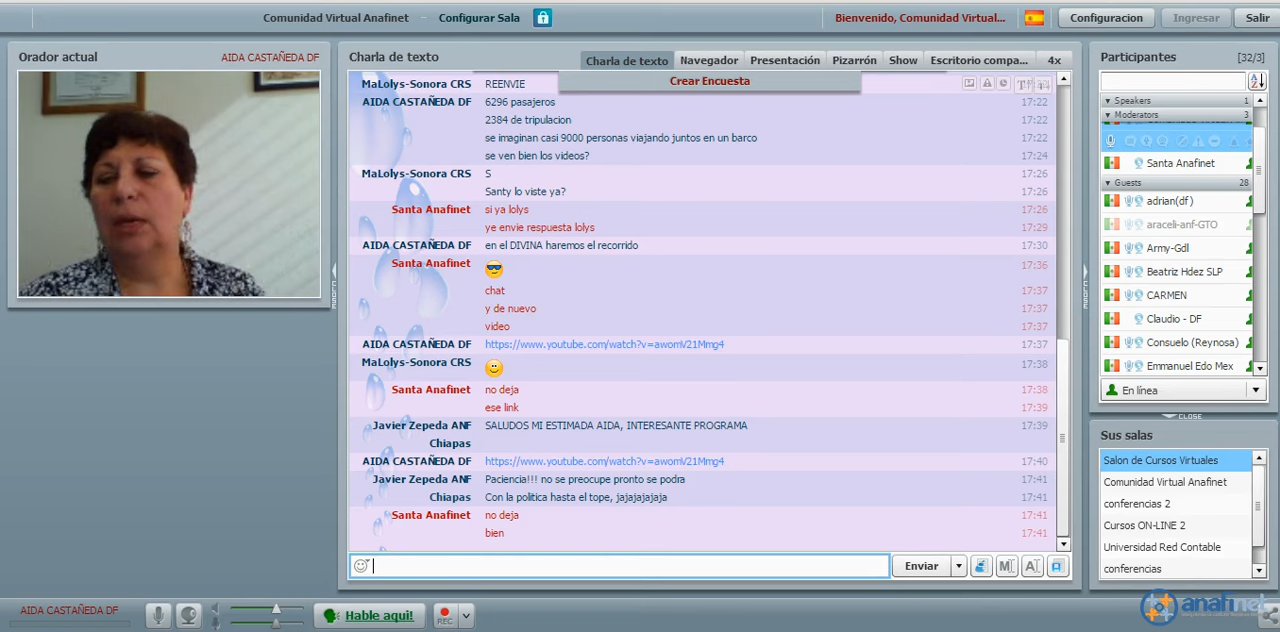 Comunidad Virtual Anafinet
Configurar Sala
Bienvenido, Comunidad Virtual...
Configuracion
Ingresar
Salir
Orador actual
AIDA CASTAÑEDA DF
Charla de texto
Charla de texto
Navegador
Presentación
Pizarrón
Show
Escritorio compa...
4x
Crear Encuesta
MaLolys-Sonora CRS REENVIE
AIDA CASTAÑEDA DF 6296 pasajeros 17:22
2384 de tripulacion 17:22
se imaginan casi 9000 personas viajando juntos en un barco 17:22
se ven bien los videos? 17:24
MaLolys-Sonora CRS S 17:26
Santy lo viste ya? 17:26
Santa Anafinet si ya lolys 17:26
ye envie respuesta lolys 17:29
AIDA CASTAÑEDA DF en el DIVINA haremos el recorrido 17:30
Santa Anafinet 17:36
chat 17:37
y de nuevo 17:37
video 17:37
AIDA CASTAÑEDA DF https://www.youtube.com/watch?v=awomV21Mmg4 17:37
MaLolys-Sonora CRS 17:38
Santa Anafinet no deja 17:38
ese link 17:39
Javier Zepeda ANF SALUDOS MI ESTIMADA AIDA, INTERESANTE PROGRAMA 17:39
Chiapas
AIDA CASTAÑEDA DF https://www.youtube.com/watch?v=awomV21Mmg4 17:40
Javier Zepeda ANF Paciencia!!! no se preocupe pronto se podra 17:41
Chiapas Con la politica hasta el tope, jajajajajaja 17:41
Santa Anafinet no deja 17:41
bien 17:41
Enviar
Participantes
[32/3]
Speakers 1
Moderators 3
Santa Anafinet
Guests 28
adrian(df)
araceli-anf-GTO
Army-Gdl
Beatriz Hdez SLP
CARMEN
Claudio - DF
Consuelo (Reynosa)
Emmanuel Edo Mex
En línea
CLOSE
Sus salas
Salon de Cursos Virtuales
Comunidad Virtual Anafinet
conferencias 2
Cursos ON-LINE 2
Universidad Red Contable
conferencias
AIDA CASTAÑEDA DF
Hable aqui!
REC
anafinet